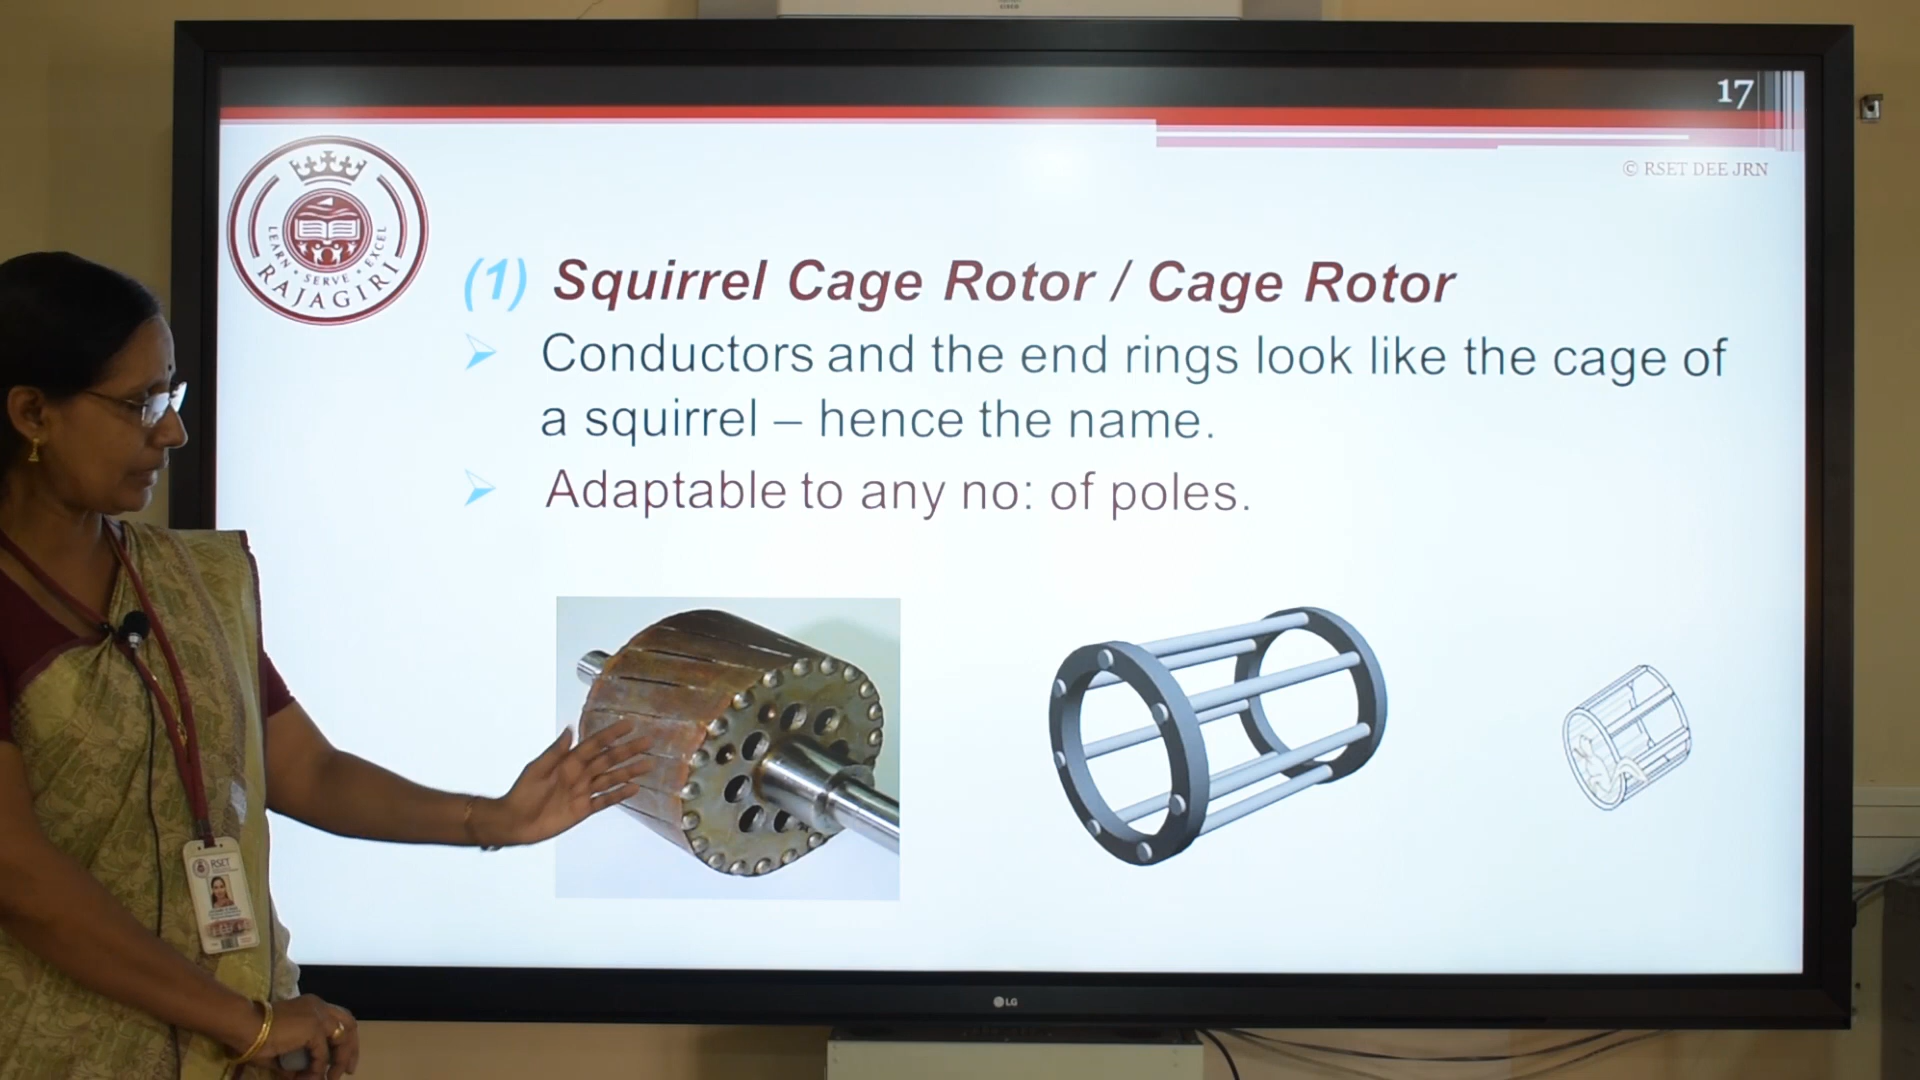 17
© RSET DEE JRN
LEARN • SERVE • EXCEL
RAJAGIRI
(1) Squirrel Cage Rotor / Cage Rotor
Conductors and the end rings look like the cage of
a squirrel – hence the name.
Adaptable to any no: of poles.
RSET
LG